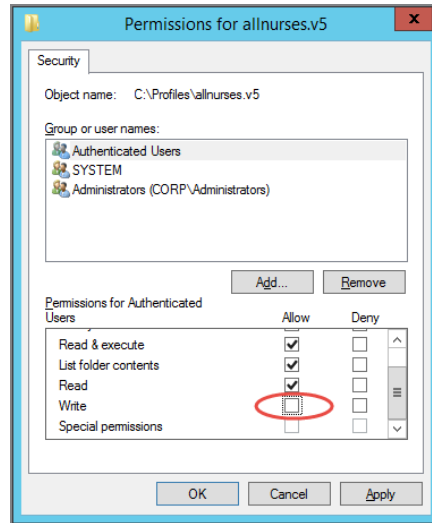 Permissions for allnurses.v5
x
Security
Object name: C:\Profiles\allnurses.v5
Group or user names:
Authenticated Users
SYSTEM
Administrators (CORP\Administrators)
Add... Remove
Permissions for Authenticated
Users Allow Deny
Read & execute
List folder contents
Read
Write
Special permissions
OK Cancel Apply